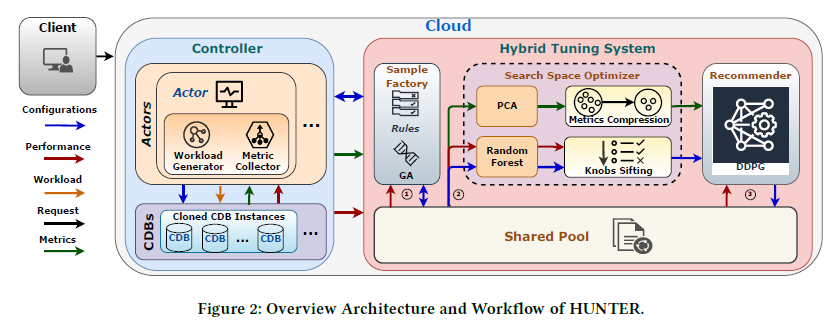 Client
Configurations
Performance
Workload
Request
Metrics
Cloud
Controller
Actors
Actor
Workload
Generator
Metric
Collector
...
CDBs
Cloned CDB Instances
CDB
CDB
...
CDB
Hybrid Tuning System
Sample
Factory
Rules
GA
Search Space Optimizer
PCA
Metrics Compression
Random
Forest
Knobs Sifting
Recommender
DDPG
①
②
③
Shared Pool
Figure 2: Overview Architecture and Workflow of HUNTER.